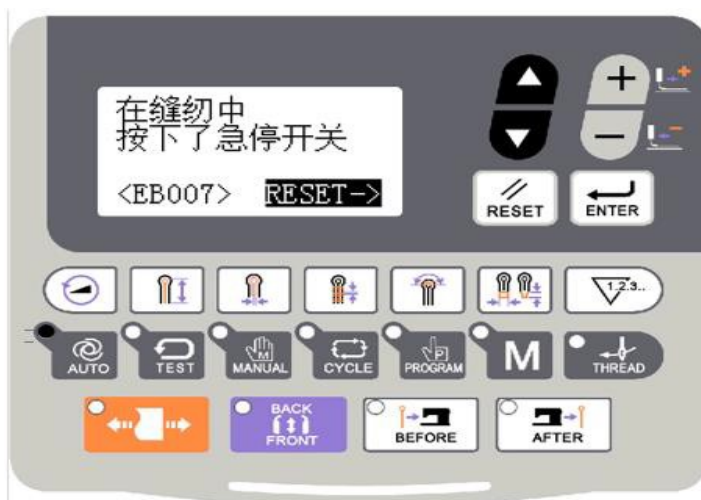 在缝纫中
按下了急停开关
<EB007> RESET->
RESET
ENTER
1.2.3..
AUTO
TEST
M
MANUAL
CYCLE
P
PROGRAM
M
THREAD
BACK
FRONT
BEFORE
AFTER